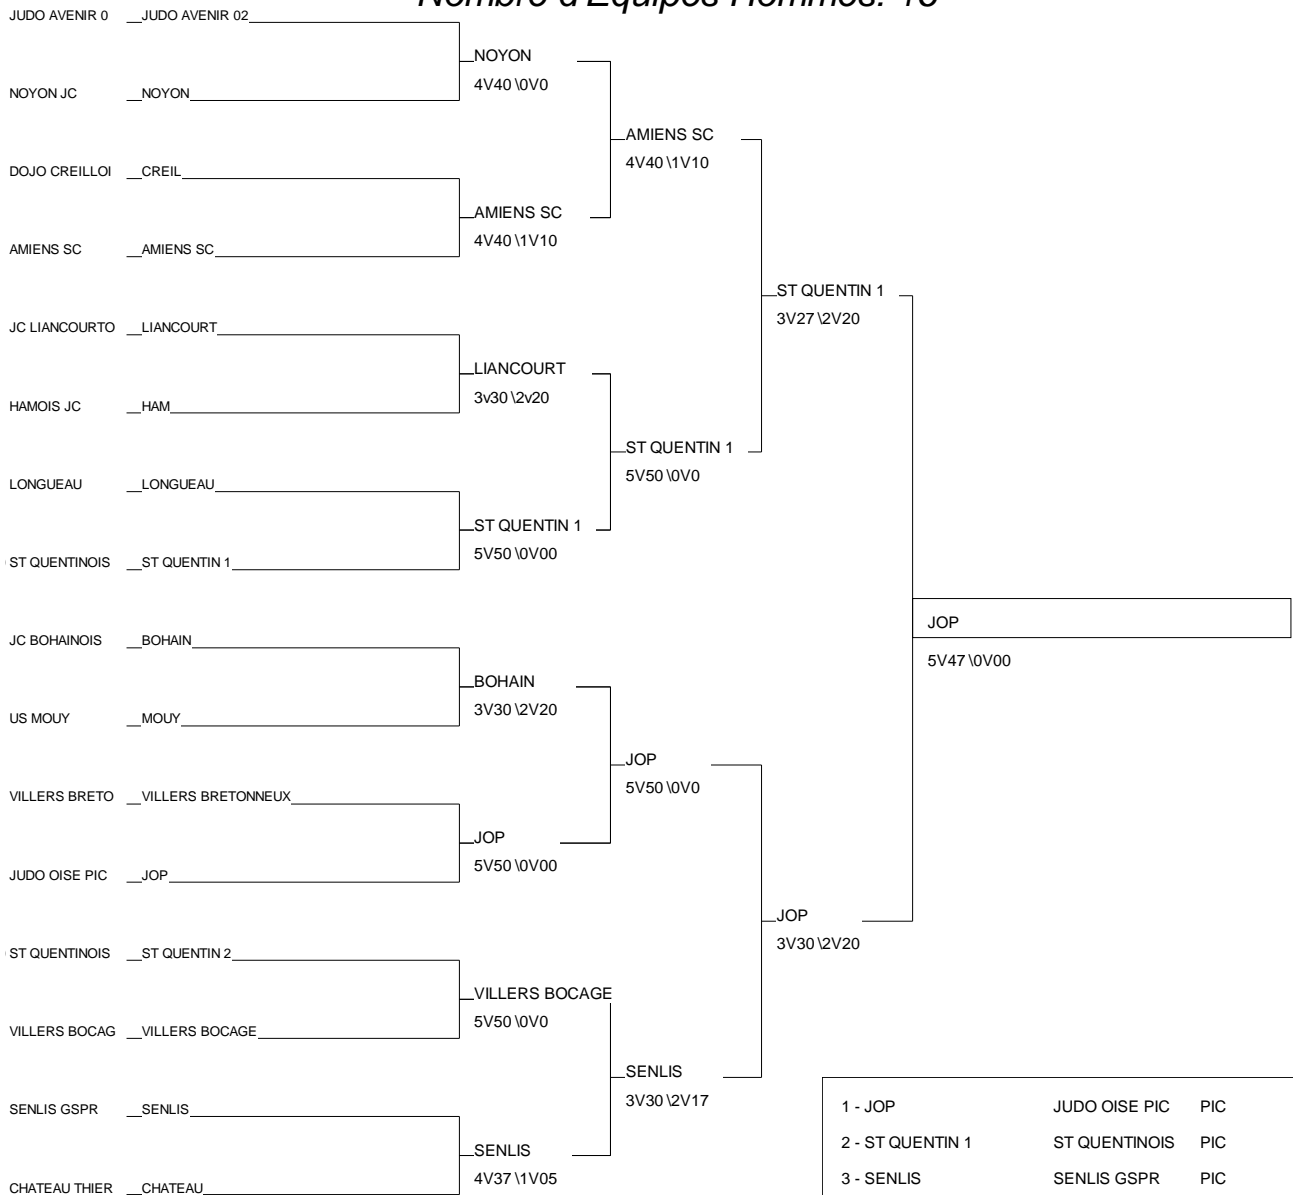 Nombre d'Equipes Hommes: 16
JUDO AVENIR 0 JUDO AVENIR 02
NOYON
4V40 \0V0
NOYON JC NOYON
AMIENS SC
4V40 \1V10
DOJO CREILLOI CREIL
AMIENS SC
4V40 \1V10
AMIENS SC AMIENS SC
ST QUENTIN 1
3V27 \2V20
JC LIANCOURTO LIANCOURT
LIANCOURT
3v30 \2v20
HAMOIS JC HAM
ST QUENTIN 1
5V50 \0V0
LONGUEAU LONGUEAU
ST QUENTIN 1
5V50 \0V00
ST QUENTINOIS ST QUENTIN 1
JOP
5V47 \0V00
JC BOHAINOIS BOHAIN
BOHAIN
3V30 \2V20
US MOUY MOUY
JOP
5V50 \0V0
VILLERS BRETO VILLERS BRETONNEUX
JOP
5V50 \0V00
JUDO OISE PIC JOP
JOP
3V30 \2V20
ST QUENTINOIS ST QUENTIN 2
VILLERS BOCAGE
5V50 \0V0
VILLERS BOCAG VILLERS BOCAGE
SENLIS
3V30 \2V17
SENLIS GSPR SENLIS
SENLIS
4V37 \1V05
CHATEAU THIER CHATEAU
1 - JOP JUDO OISE PIC PIC
2 - ST QUENTIN 1 ST QUENTINOIS PIC
3 - SENLIS SENLIS GSPR PIC